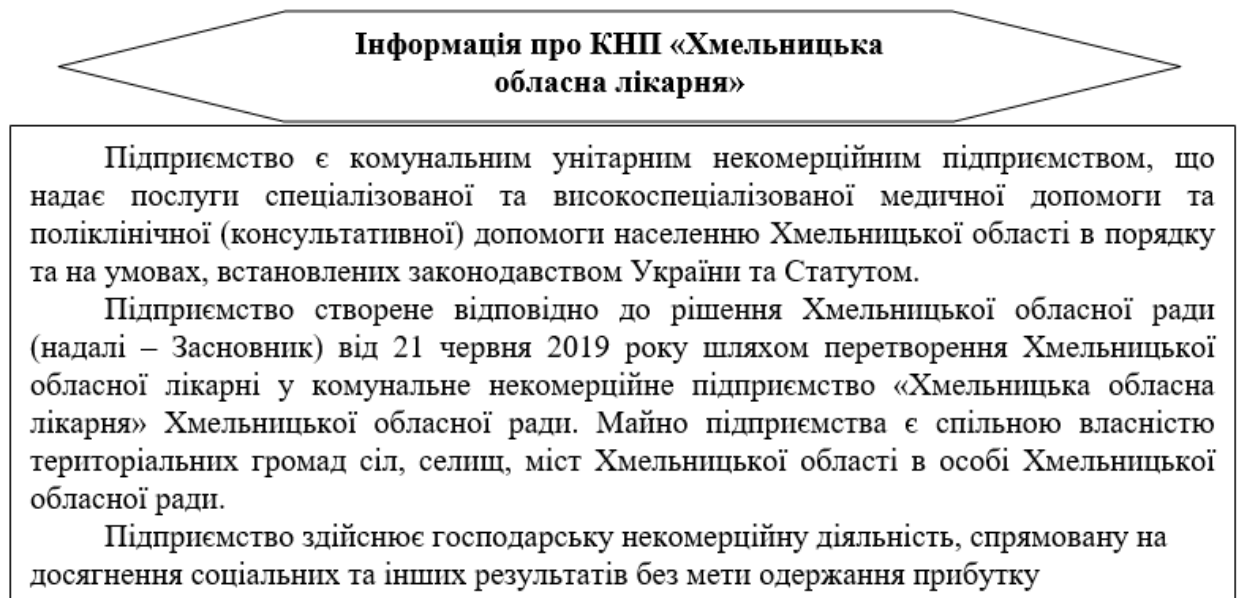 Інформація про КНП «Хмельницька
обласна лікарня»
Підприємство є комунальним унітарним некомерційним підприємством, що
надає послуги спеціалізованої та високоспеціалізованої медичної допомоги та
поліклінічної (консультативної) допомоги населенню Хмельницької області в порядку
та на умовах, встановлених законодавством України та Статутом.
Підприємство створене відповідно до рішення Хмельницької обласної ради
(надалі – Засновник) від 21 червня 2019 року шляхом перетворення Хмельницької
обласної лікарні у комунальне некомерційне підприємство «Хмельницька обласна
лікарня» Хмельницької обласної ради. Майно підприємства є спільною власністю
територіальних громад сіл, селищ, міст Хмельницької області в особі Хмельницької
обласної ради.
Підприємство здійснює господарську некомерційну діяльність, спрямовану на
досягнення соціальних та інших результатів без мети одержання прибутку